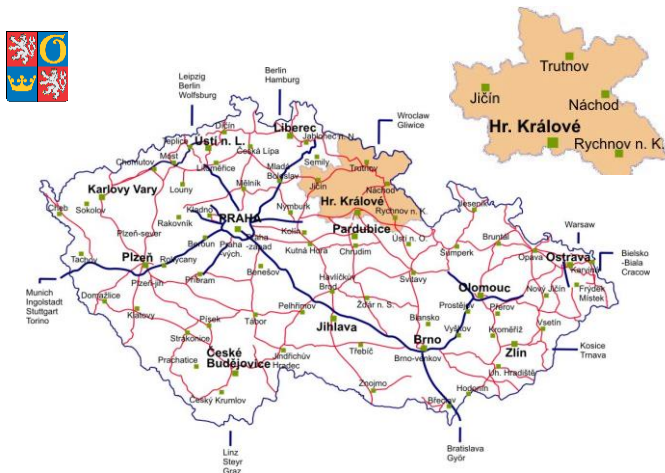 Trutnov
Jičín
Náchod
Hr. Králové
Rychnov n. K.
Leipzig
Berlin
Wolfsburg
Berlin
Hamburg
Wroclaw
Gliwice
Děčín
Liberec
Jablonec n. N.
Teplice
Ústí n. L.
Česká Lípa
Semily
Trutnov
Most
Chomutov
Litoměřice
Mladá
Boleslav
Jičín
Náchod
Karlovy Vary
Louny
Mělník
Hr. Králové
Cheb
Sokolov
Kladno
Nymburk
Rychnov n. K.
Jeseník
Rakovník
PRAHA
Kolín
Pardubice
Warsaw
Plzeň-sever
Beroun
Praha
-vých.
Praha
-západ
Kutná Hora
Chrudim
Ústí n. O.
Šumperk
Bruntál
Opava
Ostrava
Bielsko
-Biala
Cracow
Tachov
Plzeň
Rokycany
Benešov
Karviná
Munich
Ingolstadt
Stuttgart
Torino
Plzeň-jih
Příbram
Havlíčkův
Brod
Svitavy
Olomouc
Nový Jičín
Frýdek
Místek
Domažlice
Klatovy
Písek
Tábor
Pelhřimov
Žďár n. S.
Prostějov
Přerov
Jihlava
Blansko
Vyškov
Kroměříž
Vsetín
Strakonice
Prachatice
České
Budějovice
Jindřichův
Hradec
Třebíč
Brno
Brno-venkov
Zlín
Kosice
Trnava
Uh. Hradiště
Český Krumlov
Znojmo
Hodonín
Břeclav
Linz
Steyr
Graz
Bratislava
Györ